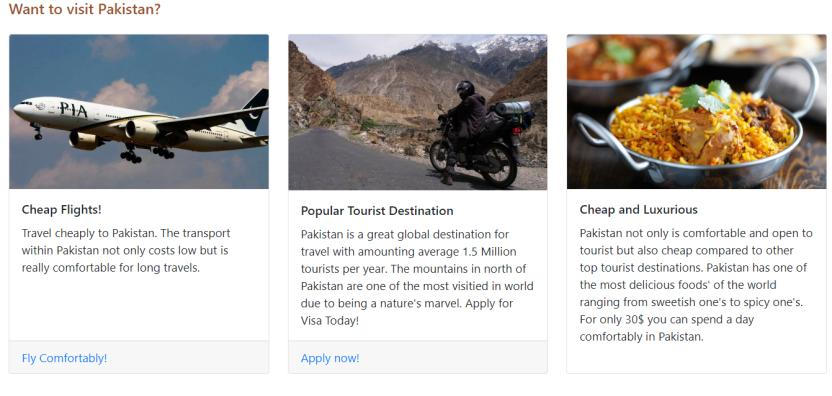 Want to visit Pakistan?
PIA
Cheap Flights!
Travel cheaply to Pakistan. The transport
within Pakistan not only costs low but is
really comfortable for long travels.
Fly Comfortably!
Popular Tourist Destination
Pakistan is a great global destination for
travel with amounting average 1.5 Million
tourists per year. The mountains in north of
Pakistan are one of the most visitied in world
due to being a nature's marvel. Apply for
Visa Today!
Apply now!
Cheap and Luxurious
Pakistan not only is comfortable and open to
tourist but also cheap compared to other
top tourist destinations. Pakistan has one of
the most delicious foods' of the world
ranging from sweetish one's to spicy one's.
For only 30$ you can spend a day
comfortably in Pakistan.